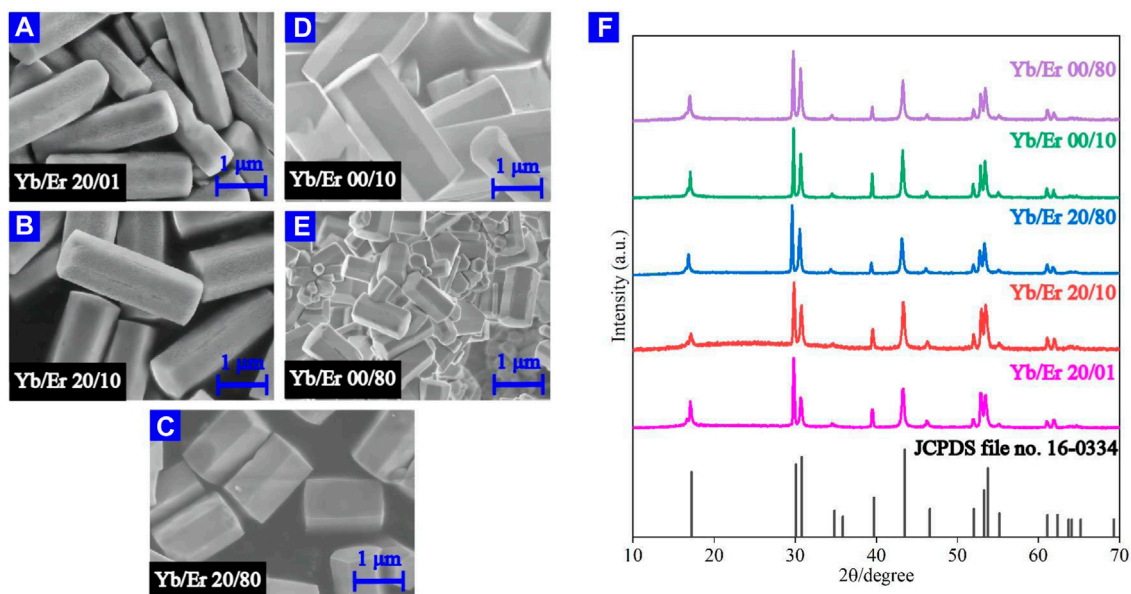 A
1 μm
Yb/Er 20/01
B
1 μm
Yb/Er 20/10
C
1 μm
Yb/Er 20/80
D
1 μm
Yb/Er 00/10
E
1 μm
Yb/Er 00/80
F
Yb/Er 00/80
Yb/Er 00/10
Yb/Er 20/80
Yb/Er 20/10
Yb/Er 20/01
JCPDS file no. 16-0334
Intensity (a.u.)
10 20 30 40 50 60 70
2θ/degree